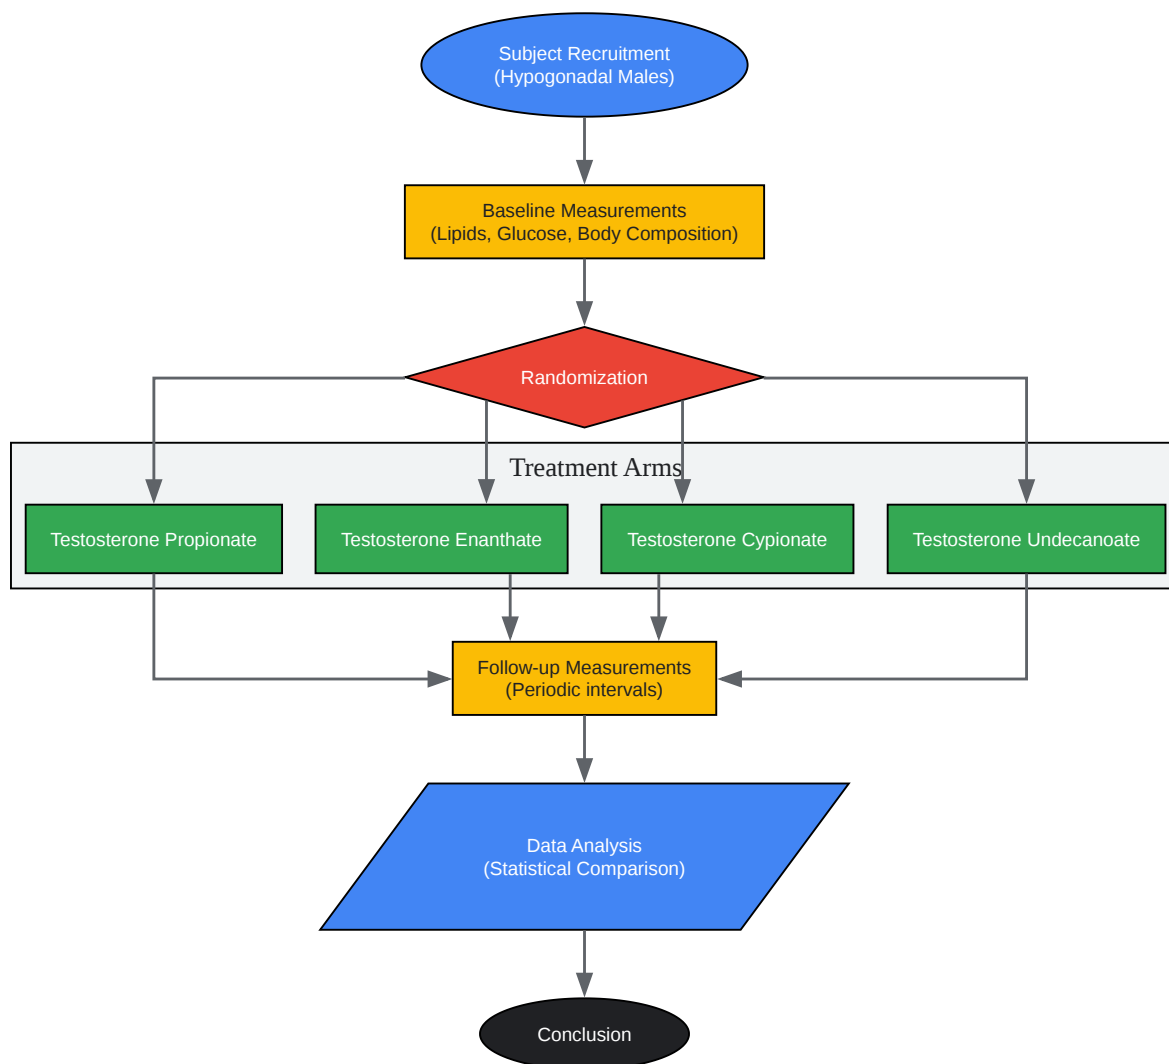 Subject Recruitment
(Hypogonadal Males)
Baseline Measurements
(Lipids, Glucose, Body Composition)
Randomization
Treatment Arms
Testosterone Propionate
Testosterone Enanthate
Testosterone Cypionate
Testosterone Undecanoate
Follow-up Measurements
(Periodic intervals)
Data Analysis
(Statistical Comparison)
Conclusion